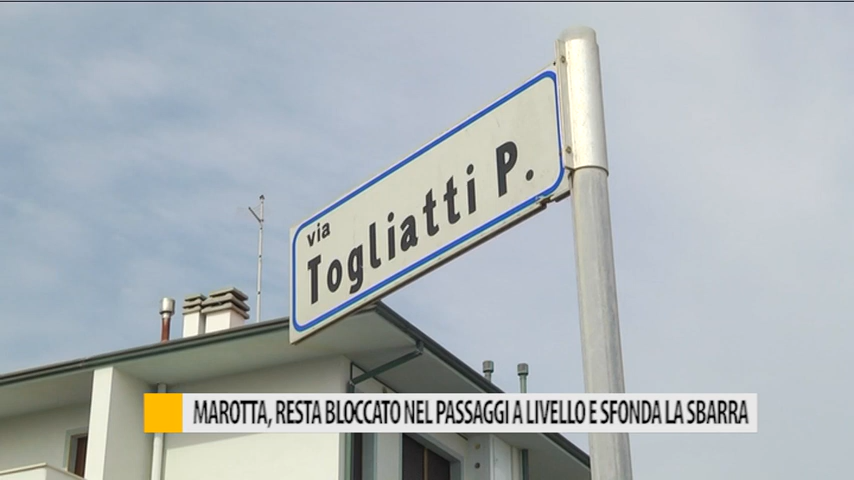 via
Togliatti P.
MAROTTA, RESTA BLOCCATO NEL PASSAGGI A LIVELLO E SFONDA LA SBARRA